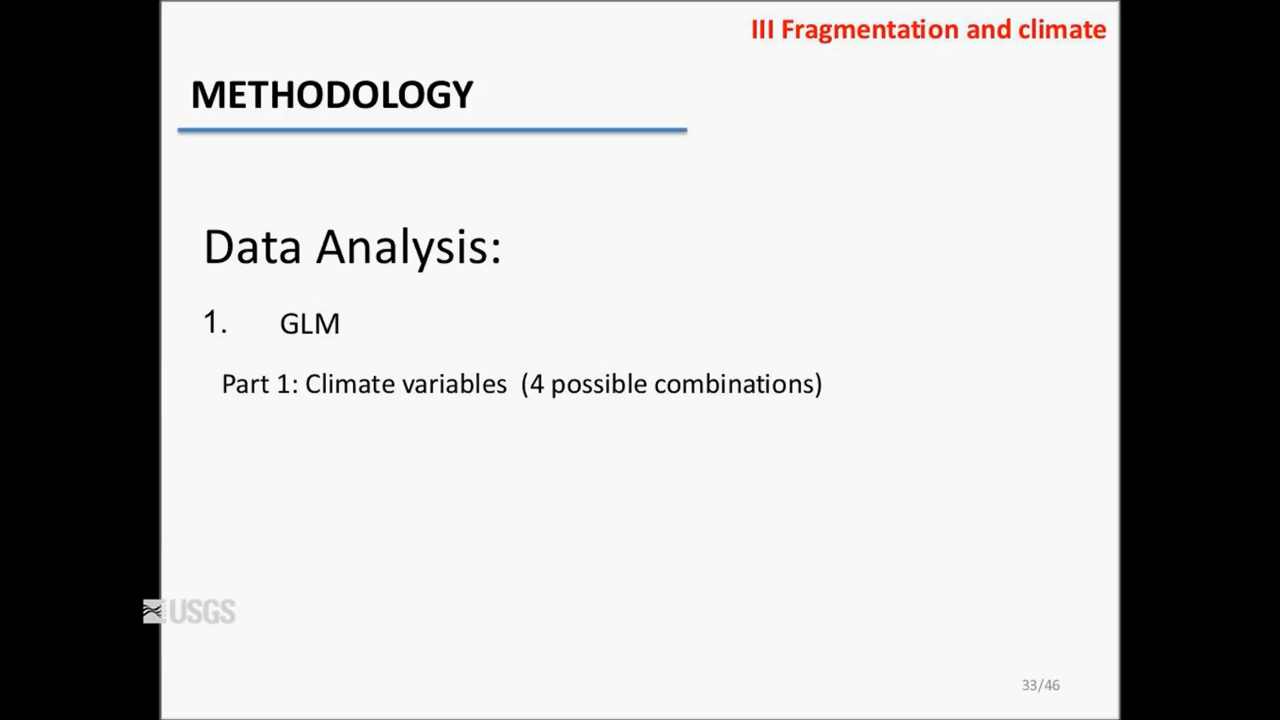 III Fragmentation and climate
METHODOLOGY
Data Analysis:
1. GLM
Part 1: Climate variables (4 possible combinations)
USGS
33/46